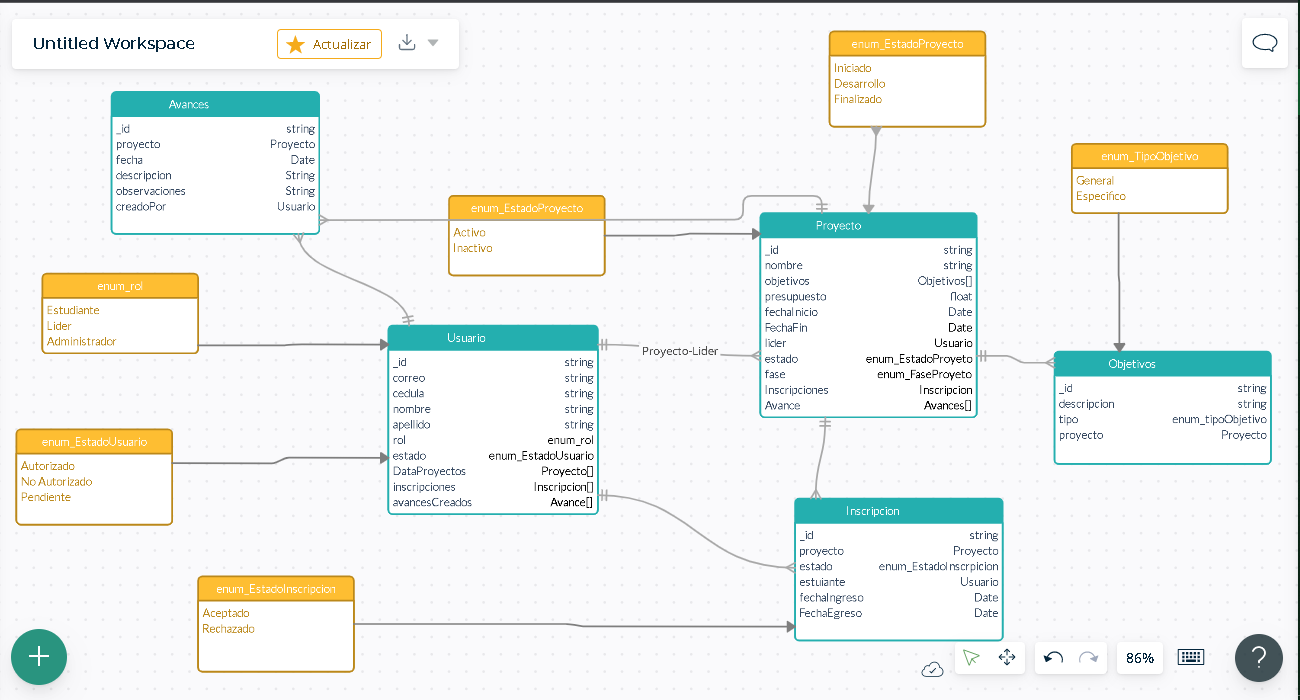 Untitled Workspace
Actualizar
enum_EstadoProyecto
Iniciado
Desarrollo
Finalizado
Avances
_id string
proyecto Proyecto
fecha Date
descripcion String
observaciones String
creadoPor Usuario
enum_TipoObjetivo
General
Especifico
enum_EstadoProyecto
Activo
Inactivo
Proyecto
_id string
nombre string
objetivos Objetivos[]
presupuesto float
fechaInicio Date
FechaFin Date
lider Usuario
estado enum_EstadoProyeto
fase enum_FaseProyeto
Inscripciones Inscripcion
Avance Avances[]
enum_rol
Estudiante
Lider
Administrador
Usuario
_id string
correo string
cedula string
nombre string
apellido string
rol enum_rol
estado enum_EstadoUsuario
DataProyectos Proyecto[]
inscripciones Inscripcion[]
avancesCreados Avance[]
Proyecto-Lider
Objetivos
_id string
descripcion string
tipo enum_tipoObjetivo
proyecto Proyecto
enum_EstadoUsuario
Autorizado
No Autorizado
Pendiente
Inscripcion
_id string
proyecto Proyecto
estado enum_EstadoInscrpicion
estuiante Usuario
fechaIngreso Date
FechaEgreso Date
enum_EstadoInscripcion
Aceptado
Rechazado
86%
?